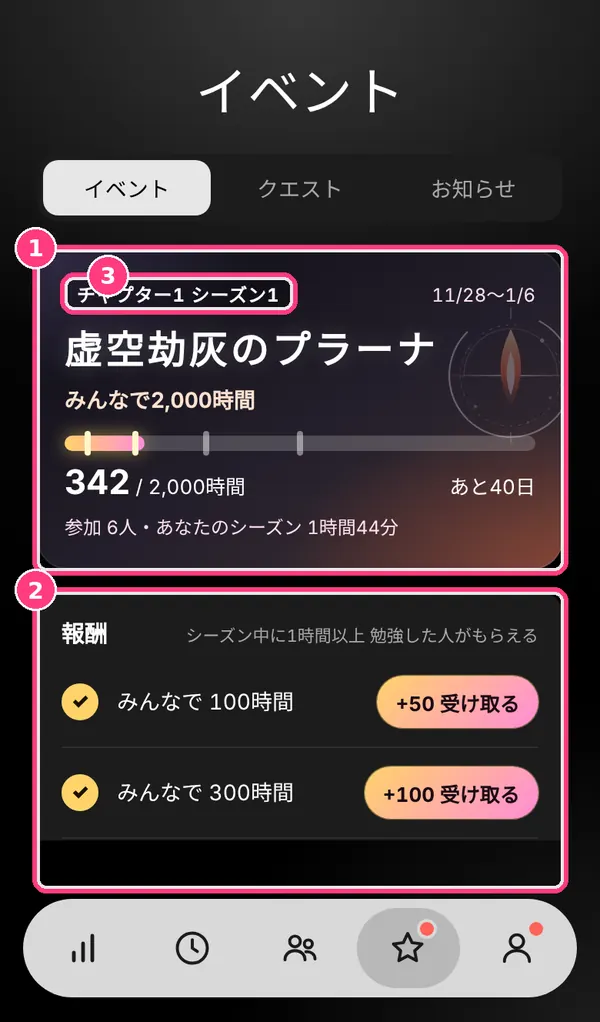 イベント
イベント クエスト お知らせ
1
3
チャプター1 シーズン1 11/28〜1/6
虚空劫灰のプラーナ
みんなで2,000時間
342 / 2,000時間 あと40日
参加 6人・あなたのシーズン 1時間44分
2
報酬 シーズン中に1時間以上 勉強した人がもらえる
みんなで 100時間 +50 受け取る
みんなで 300時間 +100 受け取る